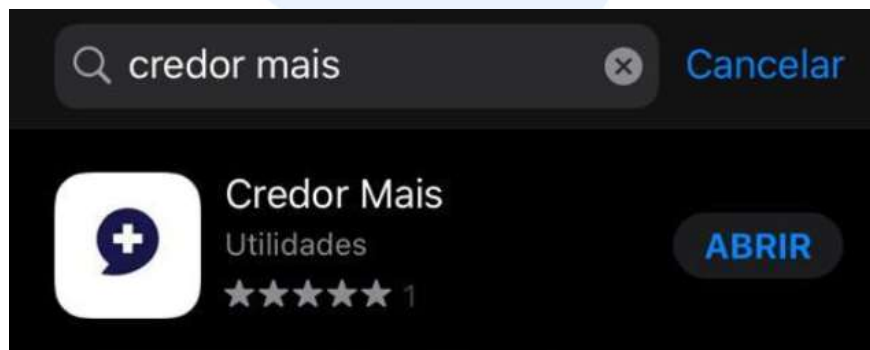 credor mais
Cancelar
Credor Mais
Utilidades
ABRIR
1